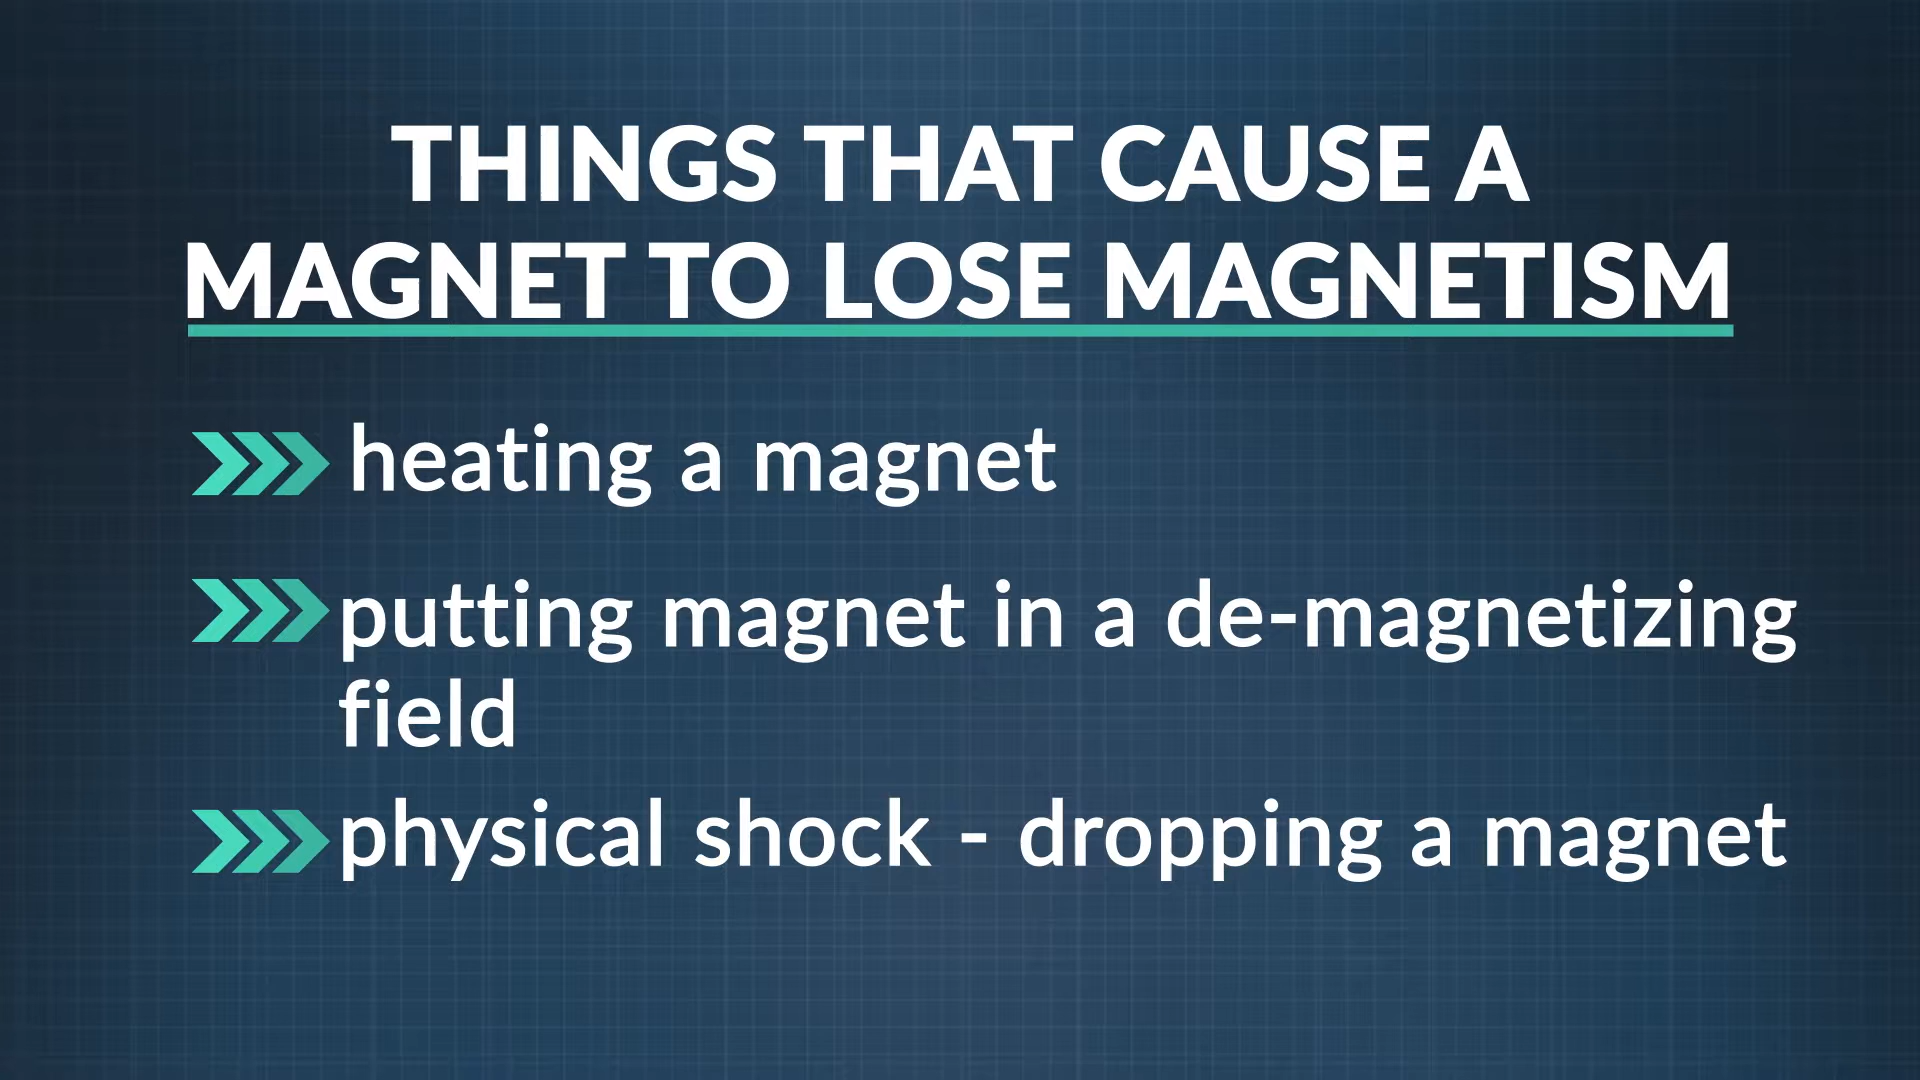 THINGS THAT CAUSE A
MAGNET TO LOSE MAGNETISM
heating a magnet
putting magnet in a de-magnetizing
field
physical shock - dropping a magnet